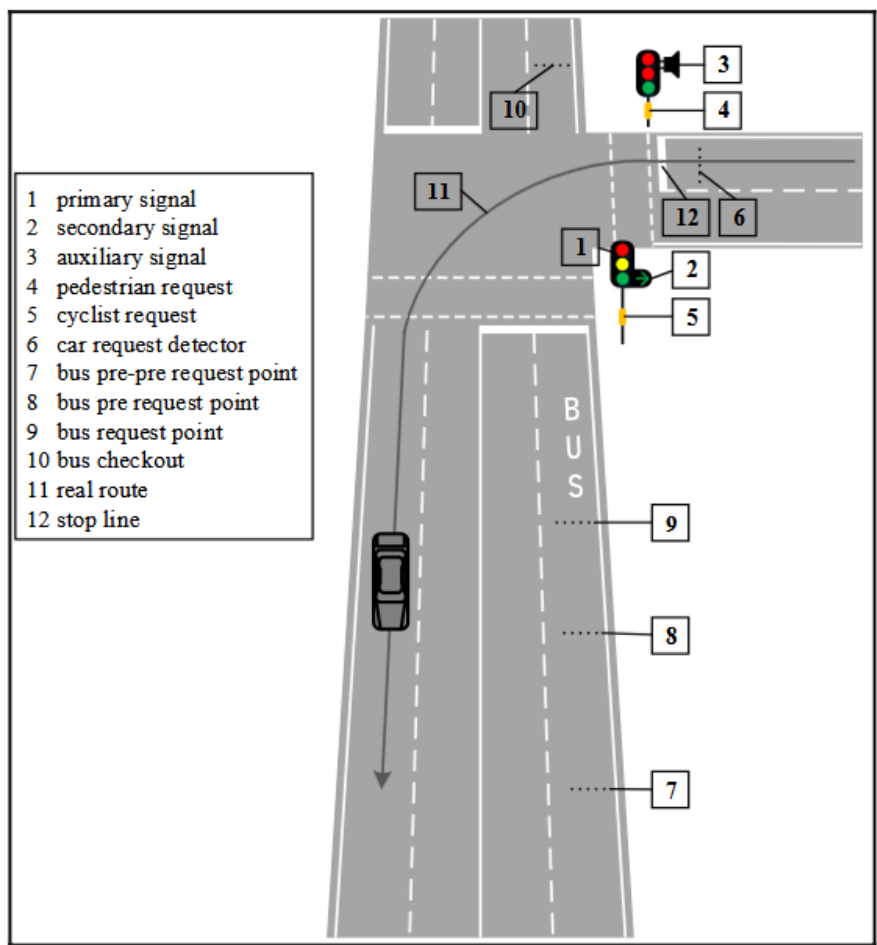 3
10
4
11
12
6
1
2
5
1 primary signal
2 secondary signal
3 auxiliary signal
4 pedestrian request
5 cyclist request
6 car request detector
7 bus pre-pre request point
8 bus pre request point
9 bus request point
10 bus checkout
11 real route
12 stop line
B
U
S
9
8
7